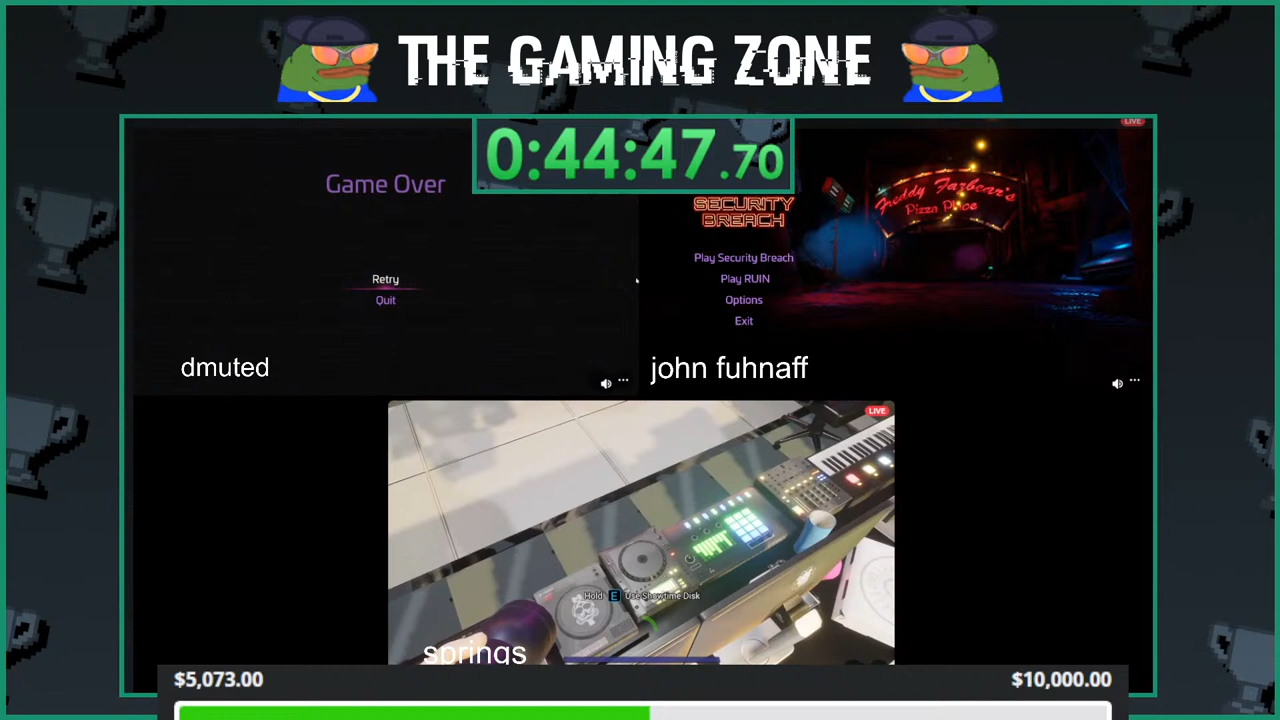 THE GAMING ZONE
0:44:47.70
LIVE
Game Over
Retry
Quit
dmuted
SECURITY
BREACH
Freddy Fazbear's
Pizza Place
Play Security Breach
Play RUIN
Options
Exit
john fuhnaff
LIVE
Hold E Use Showtime Disk
springs
$5,073.00
$10,000.00